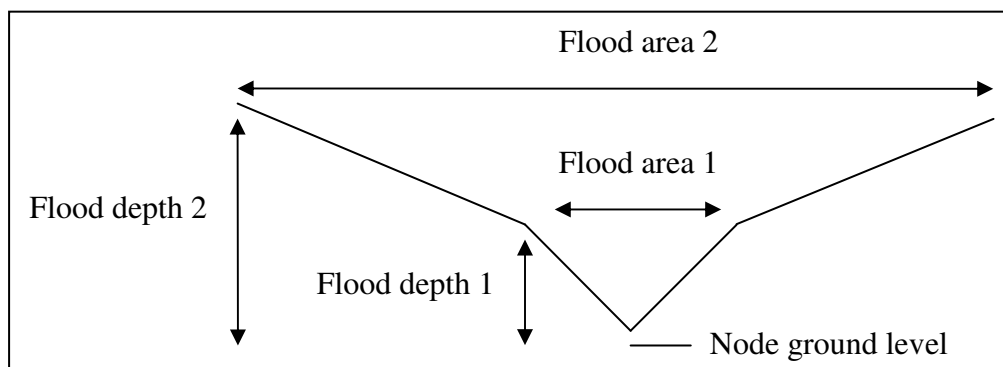 Flood area 2
Flood area 1
Flood depth 2
Flood depth 1
Node ground level